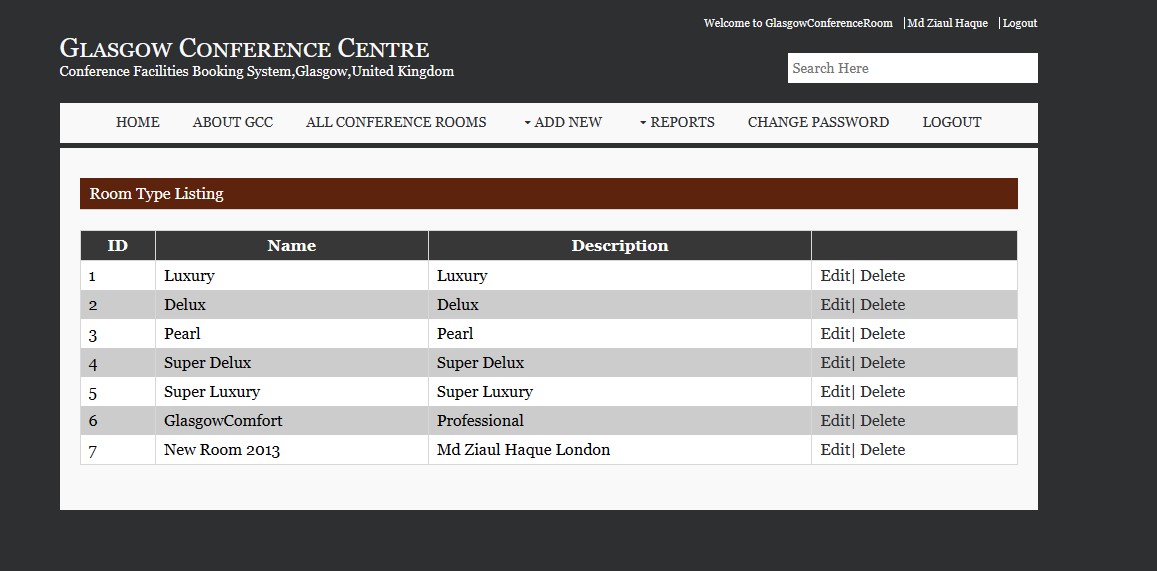 Welcome to GlasgowConferenceRoom |Md Ziaul Haque |Logout
GLASGOW CONFERENCE CENTRE
Conference Facilities Booking System,Glasgow,United Kingdom
Search Here
HOME ABOUT GCC ALL CONFERENCE ROOMS ADD NEW REPORTS CHANGE PASSWORD LOGOUT
Room Type Listing
ID Name Description
1 Luxury Luxury Edit| Delete
2 Delux Delux Edit| Delete
3 Pearl Pearl Edit| Delete
4 Super Delux Super Delux Edit| Delete
5 Super Luxury Super Luxury Edit| Delete
6 GlasgowComfort Professional Edit| Delete
7 New Room 2013 Md Ziaul Haque London Edit| Delete